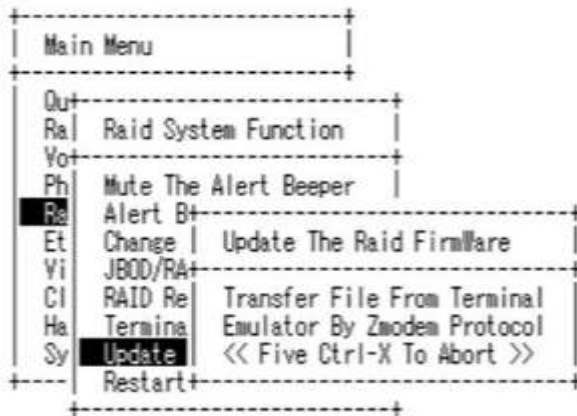 Main Menu
Qu
Ra
Raid System Function
Vo
Ph
Mute The Alert Beeper
Ra
Alert B
Et
Change
Update The Raid FirmWare
Vi
JBOD/RA
Cl
RAID Re
Transfer File From Terminal
Ha
Termina
Emulator By Zmodem Protocol
Sy
Update
<< Five Ctrl-X To Abort >>
Restart